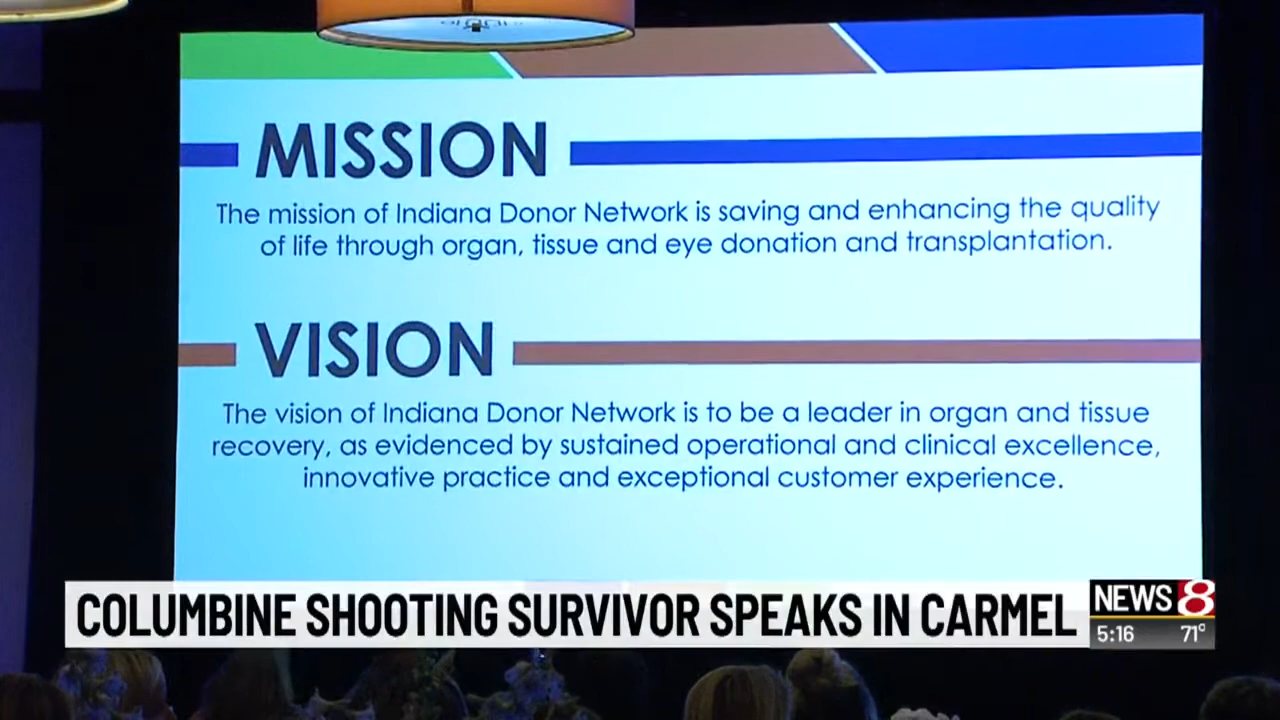 MISSION
The mission of Indiana Donor Network is saving and enhancing the quality
of life through organ, tissue and eye donation and transplantation.
VISION
The vision of Indiana Donor Network is to be a leader in organ and tissue
recovery, as evidenced by sustained operational and clinical excellence,
innovative practice and exceptional customer experience.
COLUMBINE SHOOTING SURVIVOR SPEAKS IN CARMEL
NEWS 8
5:16 71°